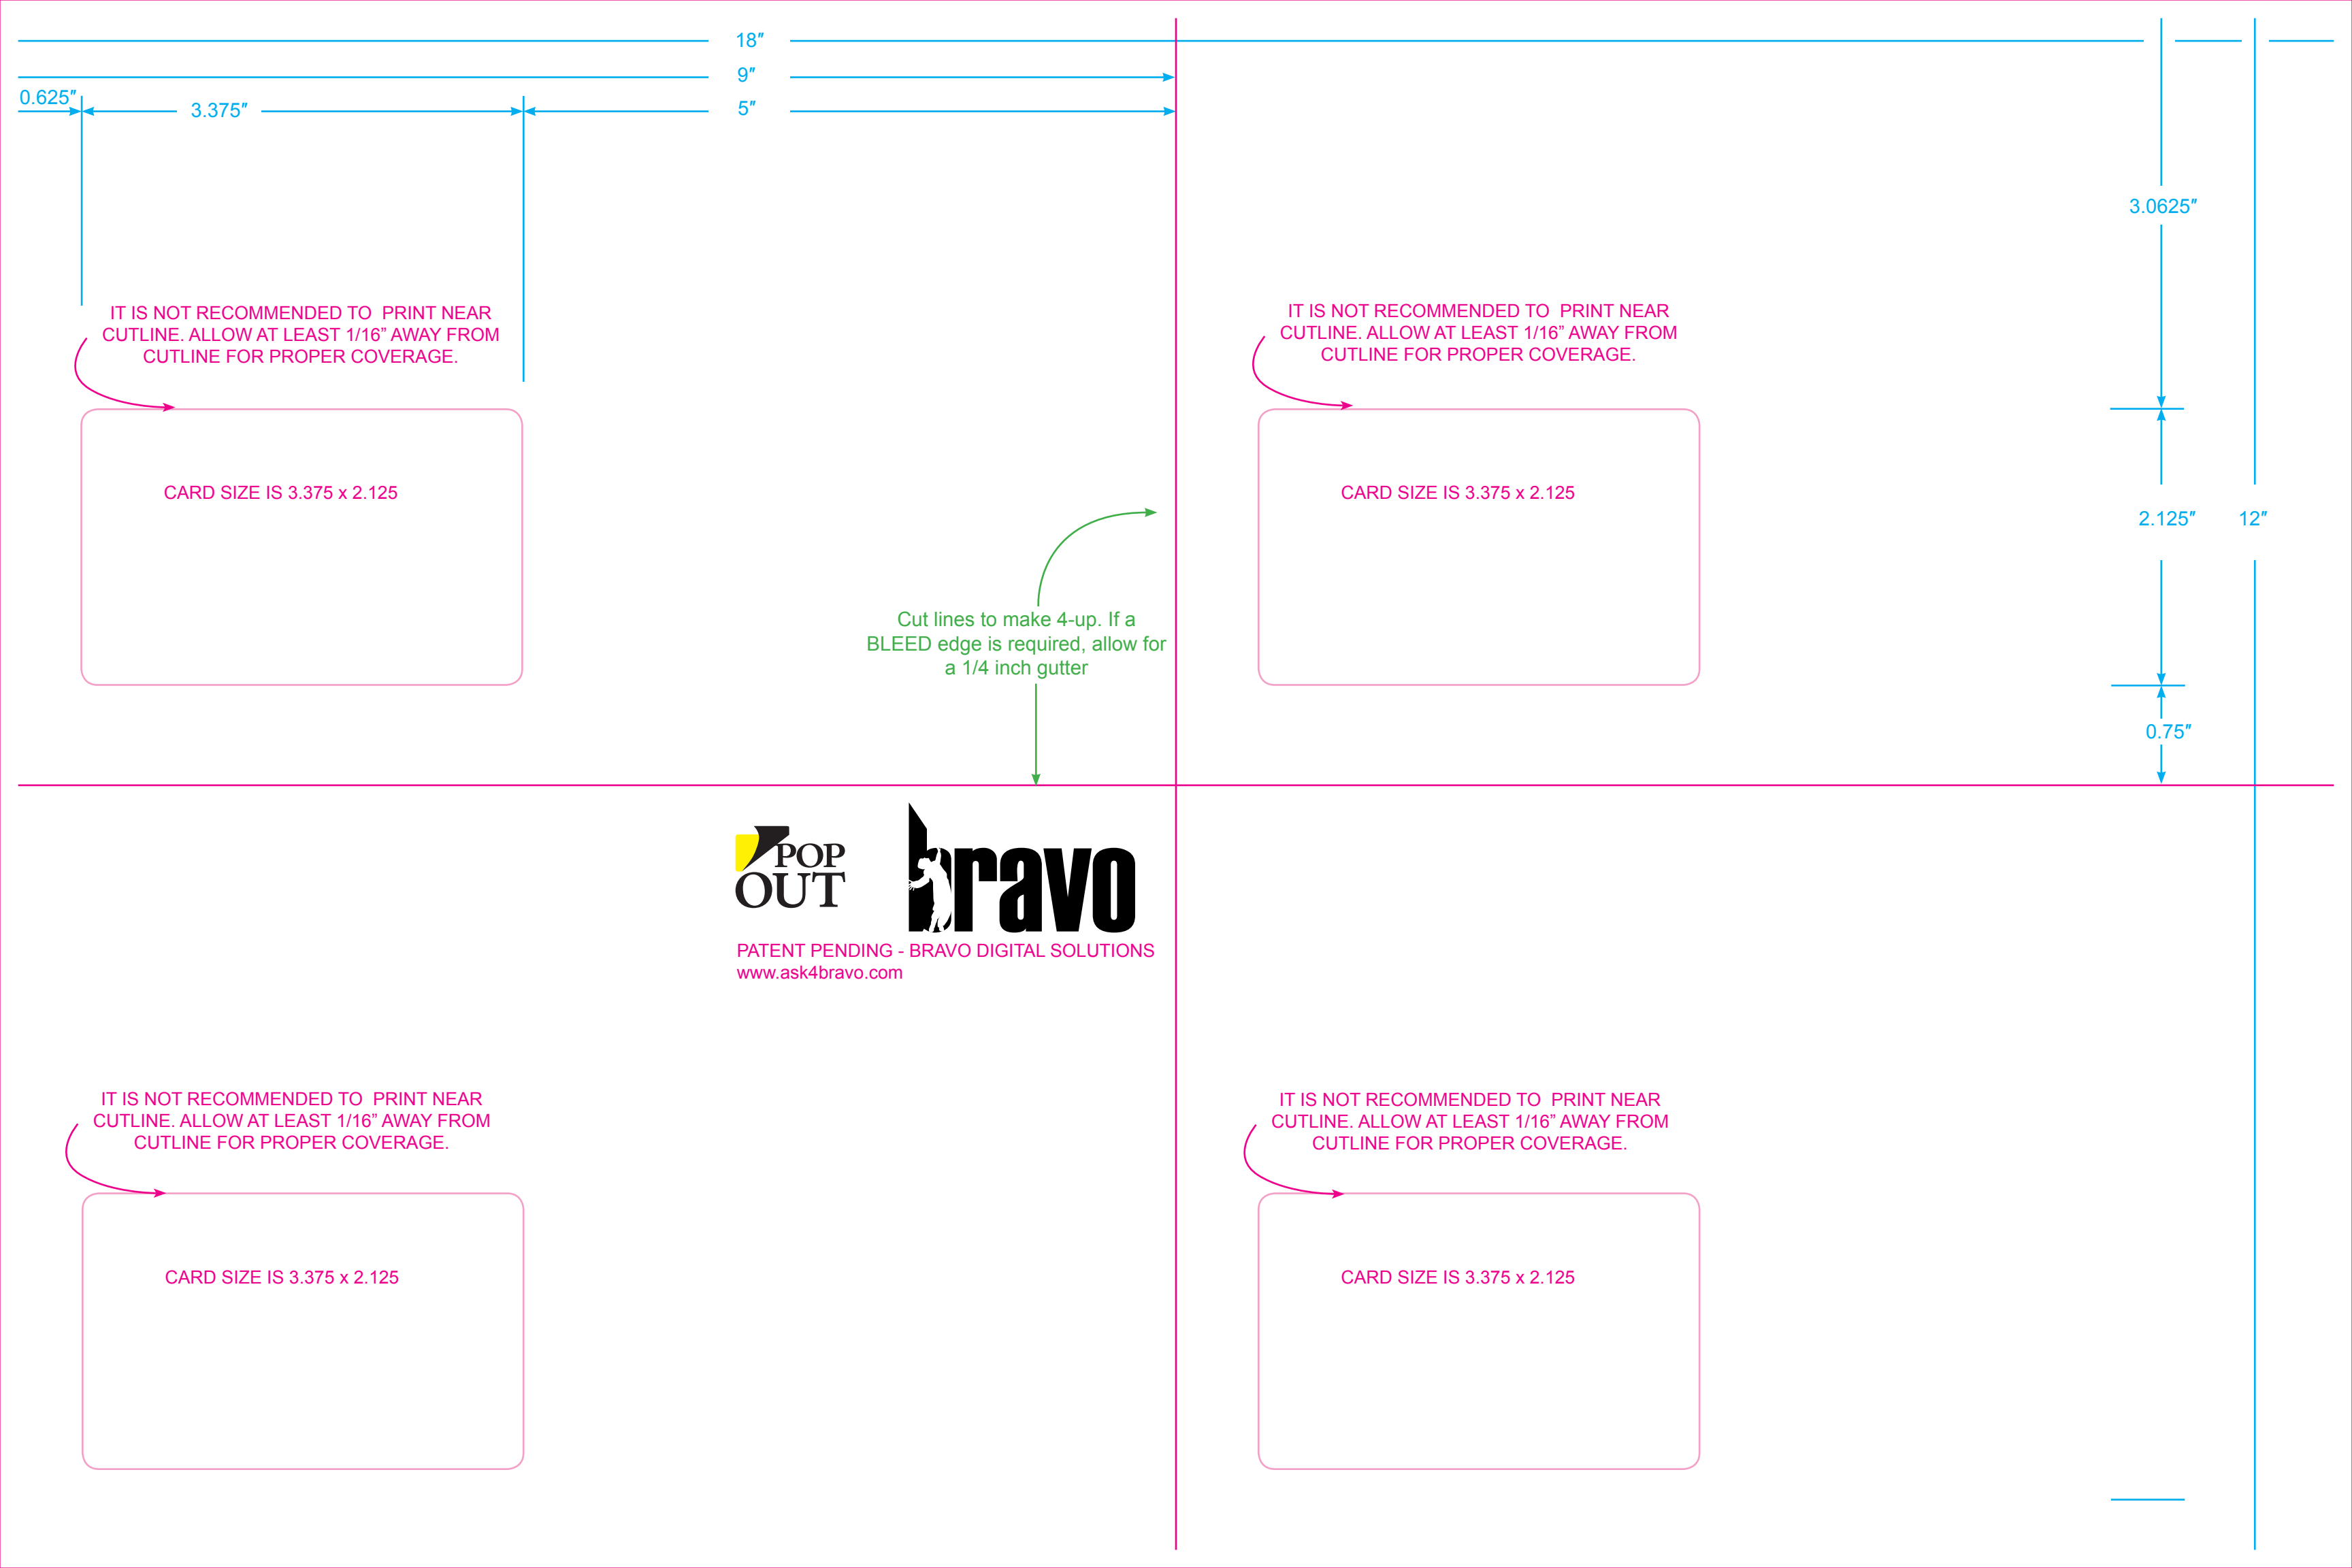 18″
9″
0.625″
3.375″
5″
3.0625″
IT IS NOT RECOMMENDED TO  PRINT NEAR
CUTLINE. ALLOW AT LEAST 1/16” AWAY FROM
CUTLINE FOR PROPER COVERAGE.
IT IS NOT RECOMMENDED TO  PRINT NEAR
CUTLINE. ALLOW AT LEAST 1/16” AWAY FROM
CUTLINE FOR PROPER COVERAGE.
CARD SIZE IS 3.375 x 2.125
CARD SIZE IS 3.375 x 2.125
2.125″
12″
Cut lines to make 4-up. If a
BLEED edge is required, allow for
a 1/4 inch gutter
0.75″
POP
OUT
bravo
PATENT PENDING - BRAVO DIGITAL SOLUTIONS
www.ask4bravo.com
IT IS NOT RECOMMENDED TO  PRINT NEAR
CUTLINE. ALLOW AT LEAST 1/16” AWAY FROM
CUTLINE FOR PROPER COVERAGE.
IT IS NOT RECOMMENDED TO  PRINT NEAR
CUTLINE. ALLOW AT LEAST 1/16” AWAY FROM
CUTLINE FOR PROPER COVERAGE.
CARD SIZE IS 3.375 x 2.125
CARD SIZE IS 3.375 x 2.125